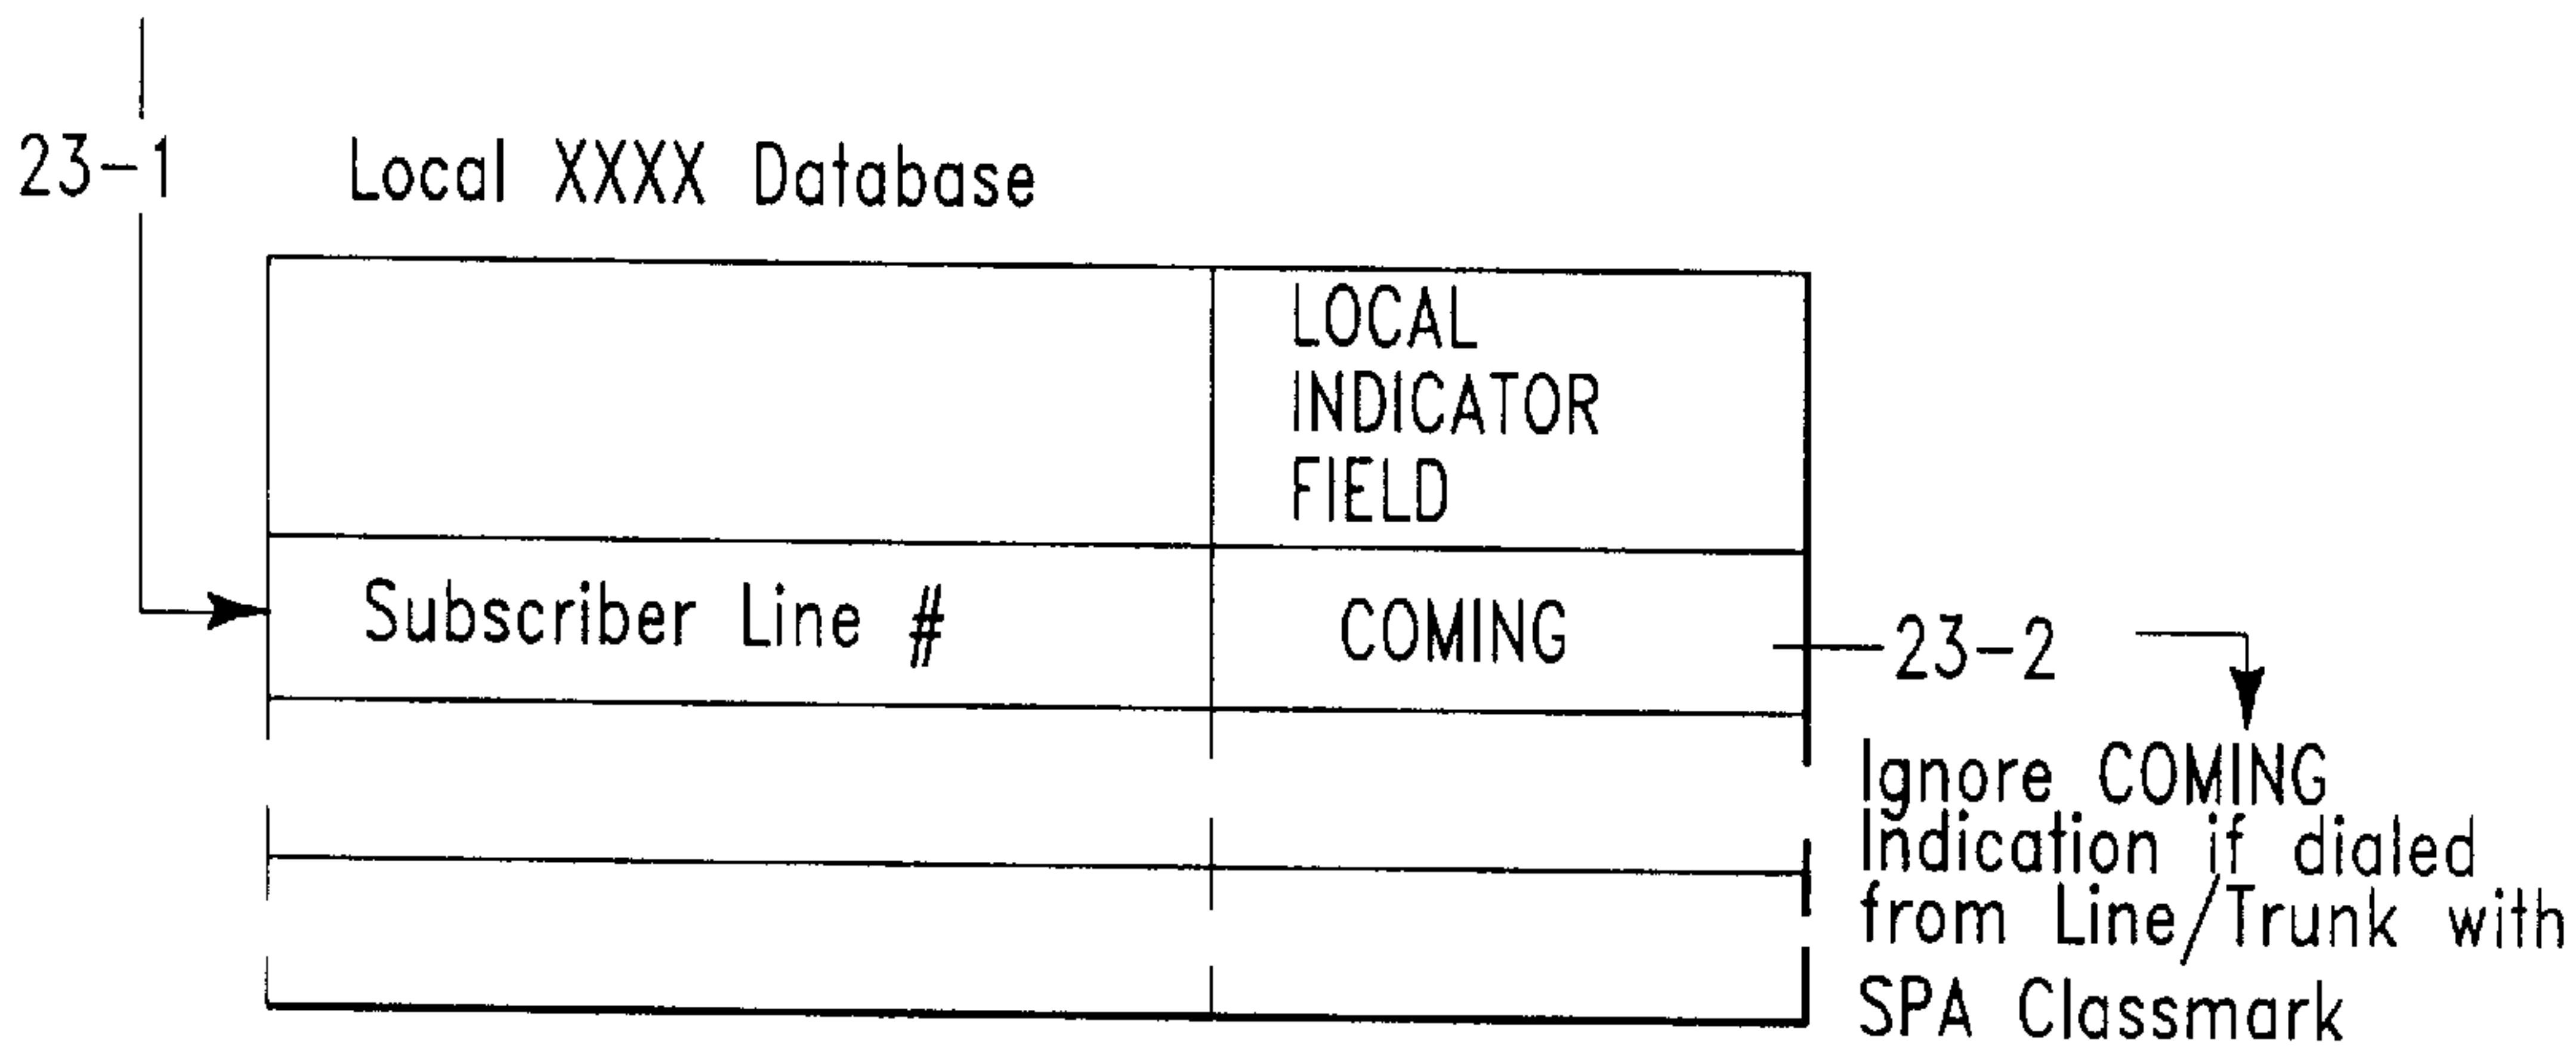 23-1
Local XXXX Database
LOCAL
INDICATOR
FIELD
Subscriber Line #
COMING
23-2
Ignore COMING
Indication if dialed
from Line/Trunk with
SPA Classmark